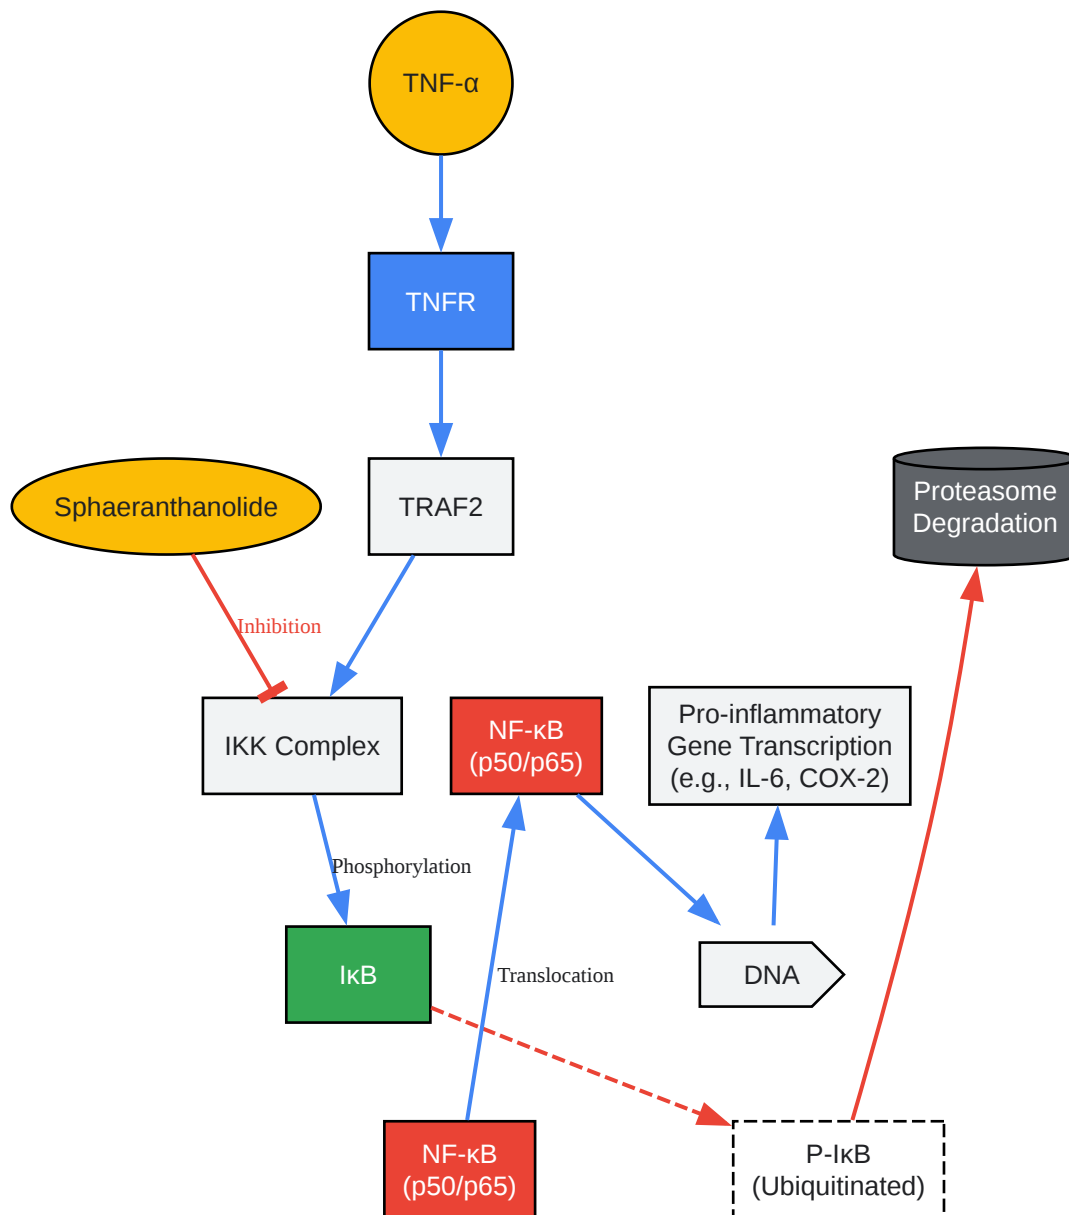 TNF-α
TNFR
Sphaeranthanolide
TRAF2
Proteasome
Degradation
Inhibition
IKK Complex
NF-κB
(p50/p65)
Pro-inflammatory
Gene Transcription
(e.g., IL-6, COX-2)
Phosphorylation
IκB
Translocation
DNA
NF-κB
(p50/p65)
P-IκB
(Ubiquitinated)